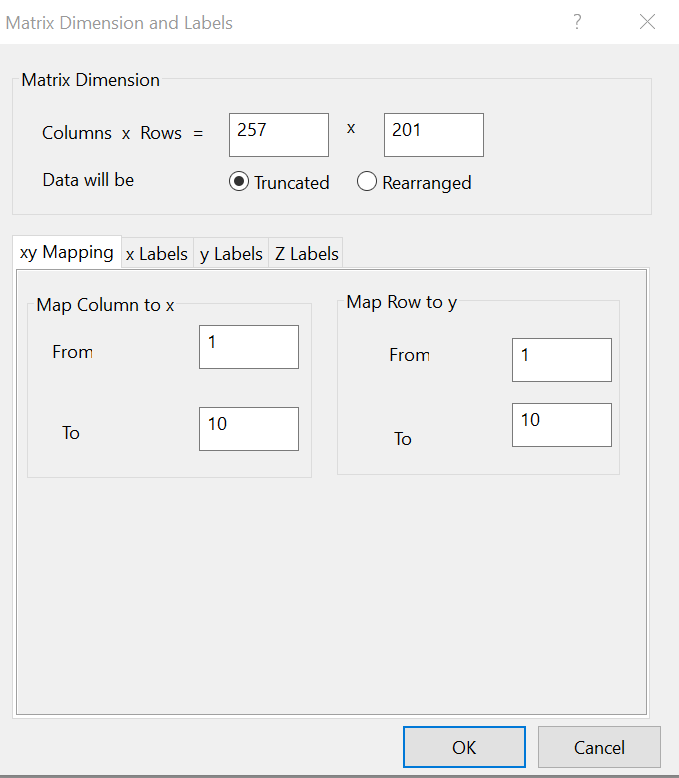 Matrix Dimension and Labels ?
Matrix Dimension
Columns x Rows = 257 x 201
Data will be Truncated Rearranged
xy Mapping x Labels y Labels Z Labels
Map Column to x
From 1
To 10
Map Row to y
From 1
To 10
OK Cancel